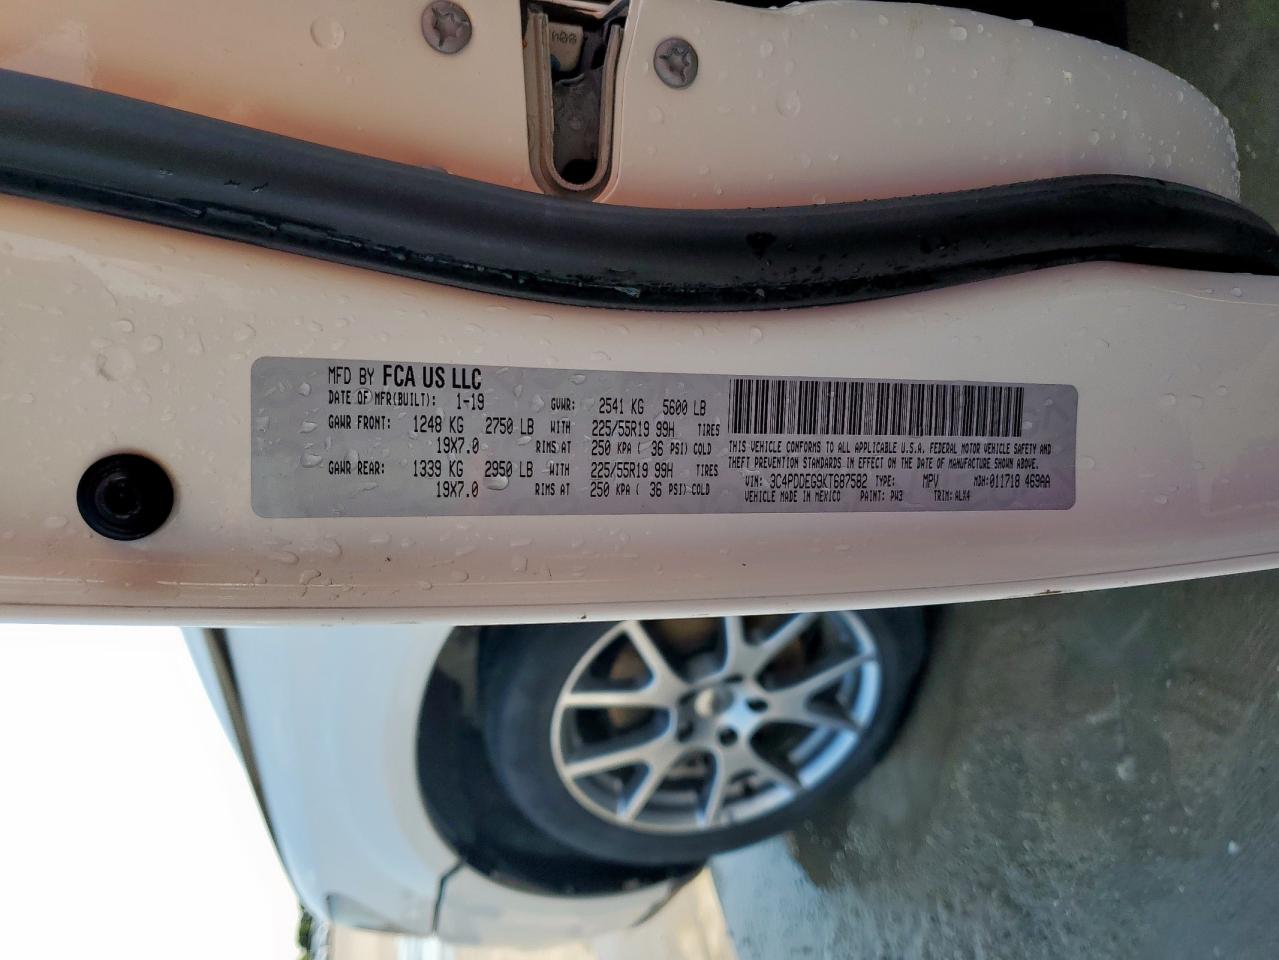 MFD BY FCA US LLC
DATE OF MFR(BUILT): 1-19 GVWR: 2541 KG 5600 LB
GAWR FRONT: 1248 KG 2750 LB WITH 225/55R19 99H TIRES
19X7.0 RIMS AT 250 KPA ( 36 PSI) COLD
GAWR REAR: 1339 KG 2950 LB WITH 225/55R19 99H TIRES
19X7.0 RIMS AT 250 KPA ( 36 PSI) COLD
THIS VEHICLE CONFORMS TO ALL APPLICABLE U.S.A. FEDERAL MOTOR VEHICLE SAFETY AND
THEFT PREVENTION STANDARDS IN EFFECT ON THE DATE OF MANUFACTURE SHOWN ABOVE.
VIN: 3C4PDDEG9KT687582 TYPE: MPV MDH: 011718 469AA
VEHICLE MADE IN MEXICO PAINT: PW3 TRIM: ALX4